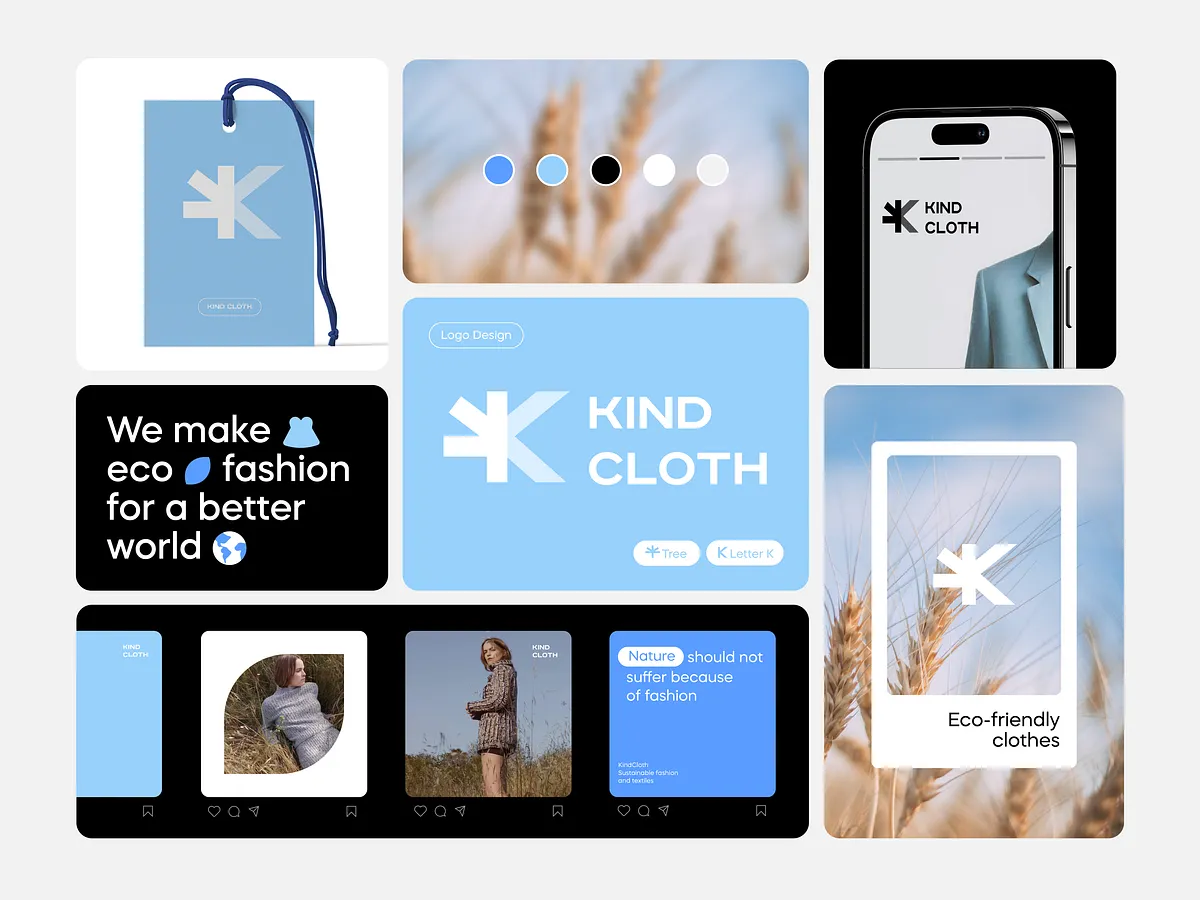 KIND CLOTH
KIND
CLOTH
We make
eco fashion
for a better
world
Logo Design
KIND
CLOTH
Tree
Letter K
KIND
CLOTH
KIND
CLOTH
Nature should not
suffer because
of fashion
KindCloth
Sustainable fashion
and textiles
Eco-friendly
clothes